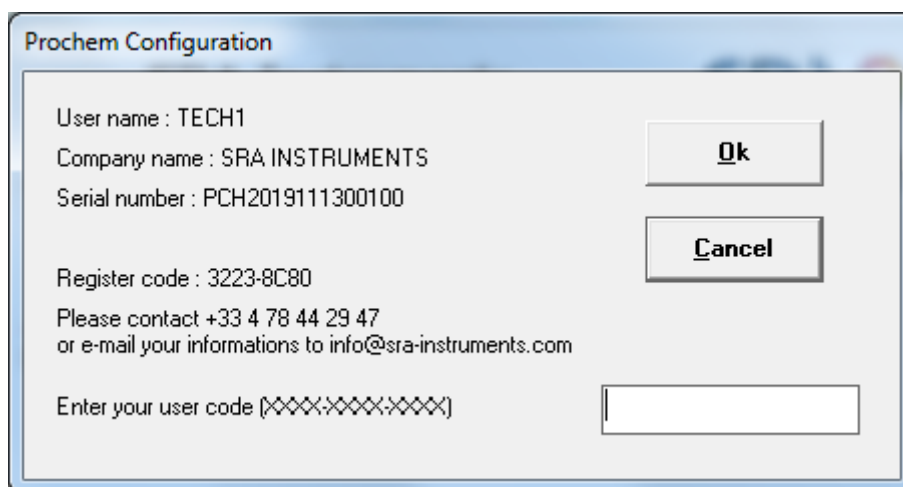 Prochem Configuration
User name : TECH1
Company name : SRA INSTRUMENTS
Serial number : PCH2019111300100
Ok
Cancel
Register code : 3223-8C80
Please contact +33 4 78 44 29 47
or e-mail your informations to info@sra-instruments.com
Enter your user code (XXXX-XXXX-XXXX)